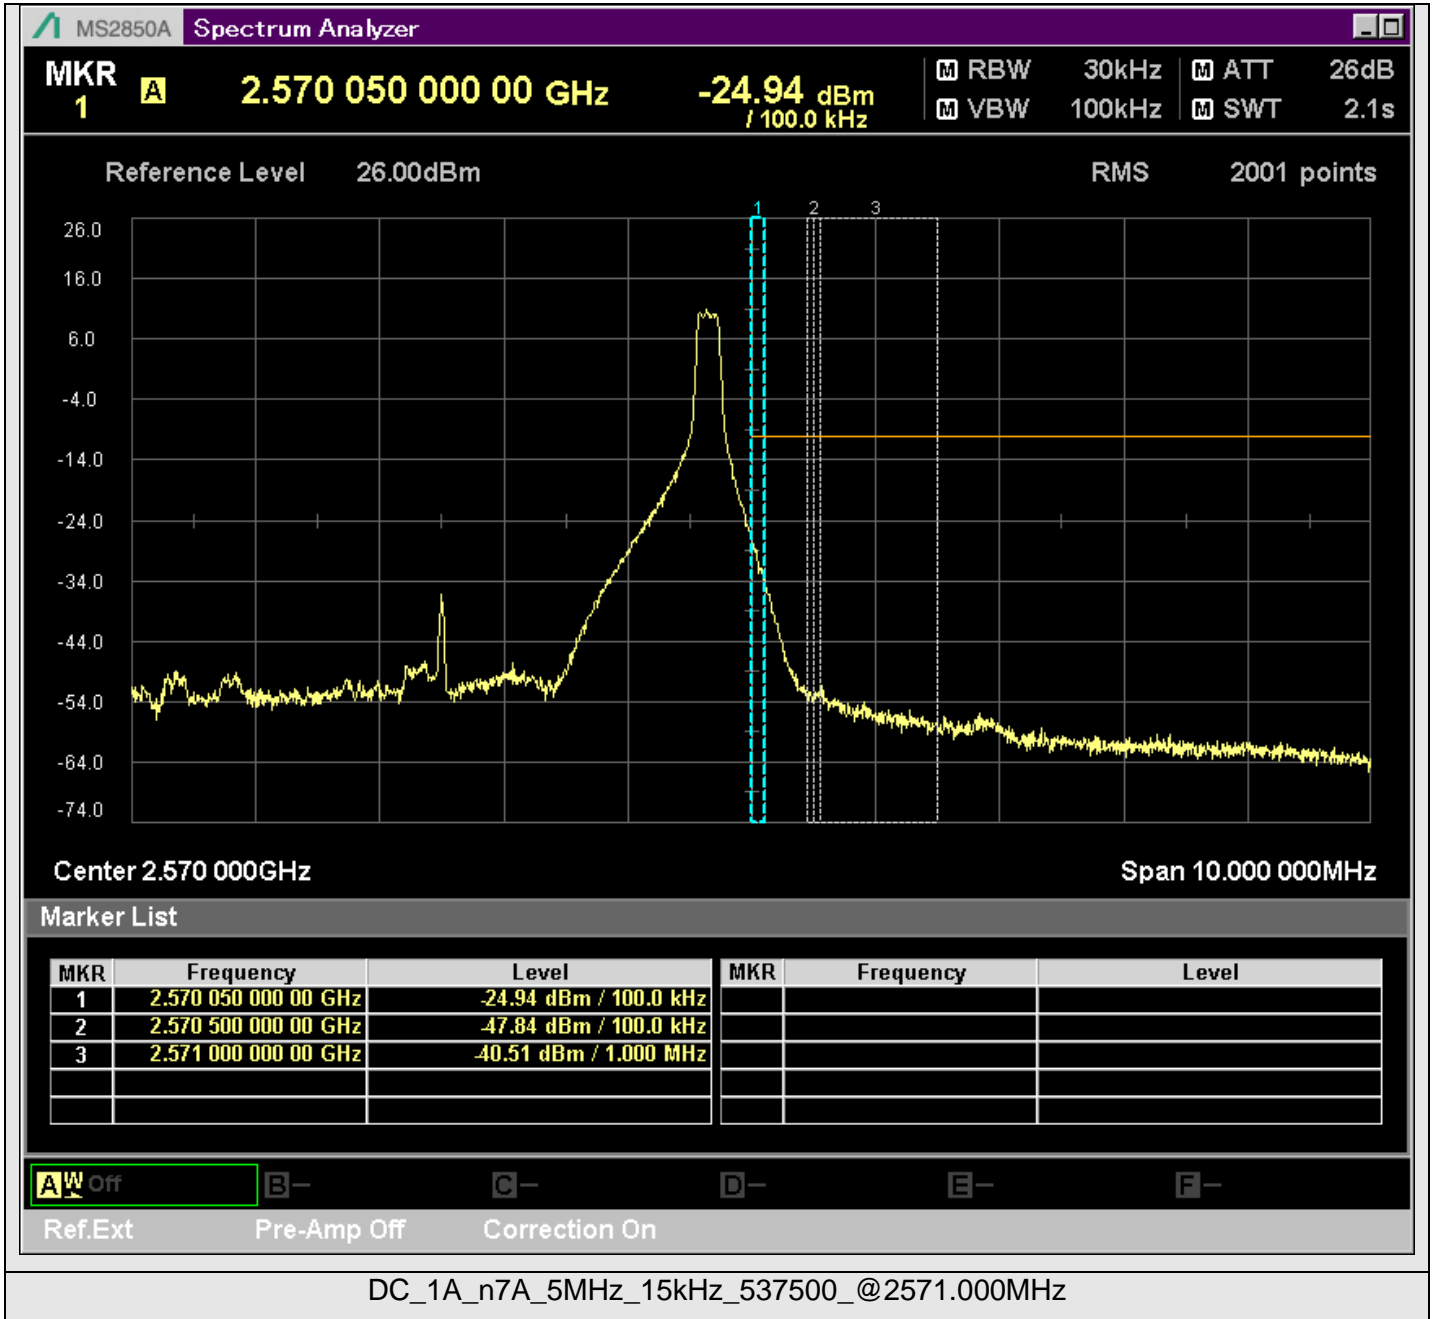 MS2850A Spectrum Analyzer
MKR 1 A 2.570 050 000 00 GHz -24.94 dBm / 100.0 kHz
M RBW 30kHz M ATT 26dB
M VBW 100kHz M SWT 2.1s
Reference Level 26.00dBm RMS 2001 points
1 2 3
26.0
16.0
6.0
-4.0
-14.0
-24.0
-34.0
-44.0
-54.0
-64.0
-74.0
Center 2.570 000GHz Span 10.000 000MHz
Marker List
MKR Frequency Level MKR Frequency Level
1 2.570 050 000 00 GHz -24.94 dBm / 100.0 kHz
2 2.570 500 000 00 GHz -47.84 dBm / 100.0 kHz
3 2.571 000 000 00 GHz -40.51 dBm / 1.000 MHz
A W Off B- C- D- E- F-
Ref.Ext Pre-Amp Off Correction On
DC_1A_n7A_5MHz_15kHz_537500_@2571.000MHz